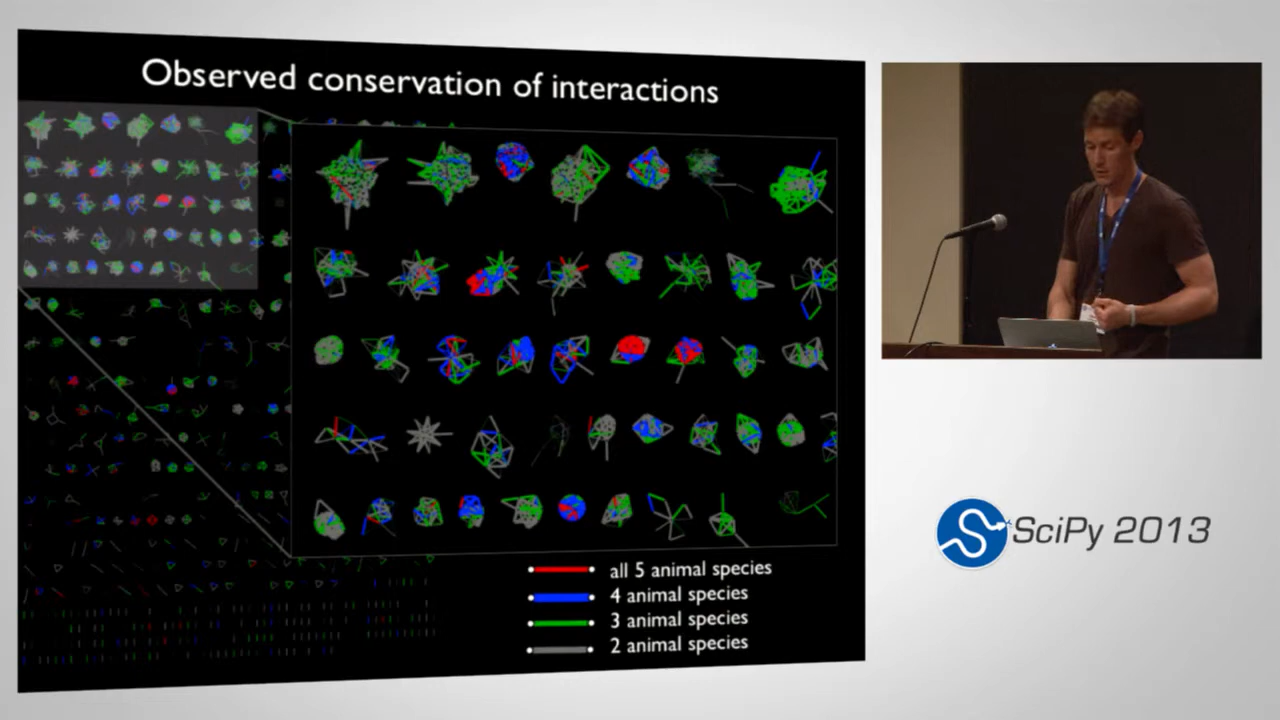 Observed conservation of interactions
all 5 animal species
4 animal species
3 animal species
2 animal species
SciPy 2013